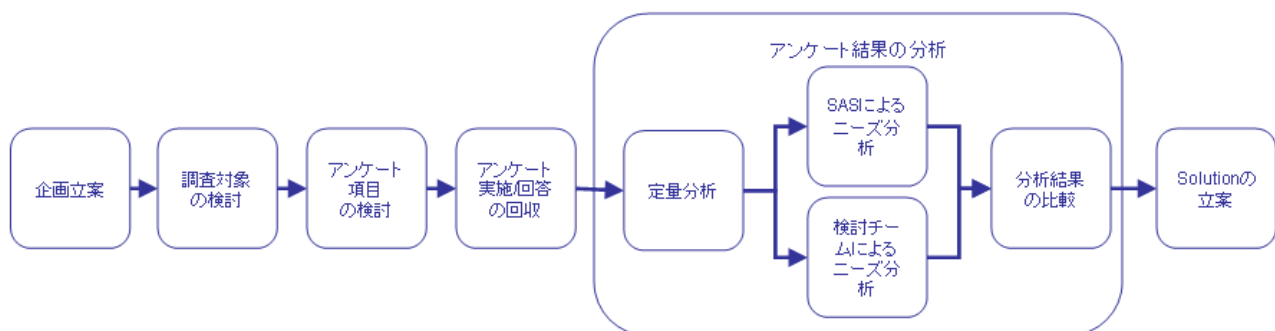 アンケート結果の分析
企画立案
調査対象
の検討
アンケート
項目
の検討
アンケート
実施/回答
の回収
定量分析
SASIによる
ニーズ分
析
検討チー
ムによる
ニーズ分
析
分析結果
の比較
Solutionの
立案